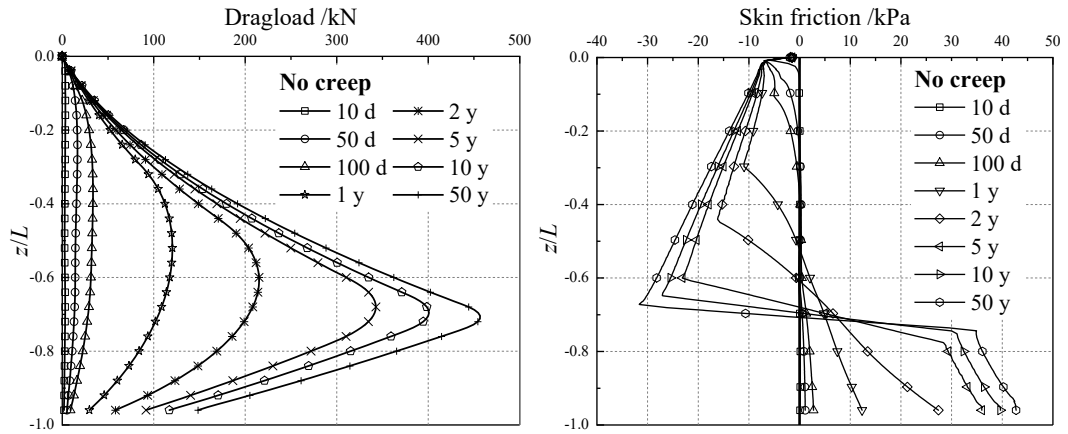 Dragload /kN
0 100 200 300 400 500
0.0
-0.2
-0.4
-0.6
-0.8
-1.0
z/L
No creep
10 d 2 y
50 d 5 y
100 d 10 y
1 y 50 y
Skin friction /kPa
-40 -30 -20 -10 0 10 20 30 40 50
0.0
-0.2
-0.4
-0.6
-0.8
-1.0
z/L
No creep
10 d
50 d
100 d
1 y
2 y
5 y
10 y
50 y